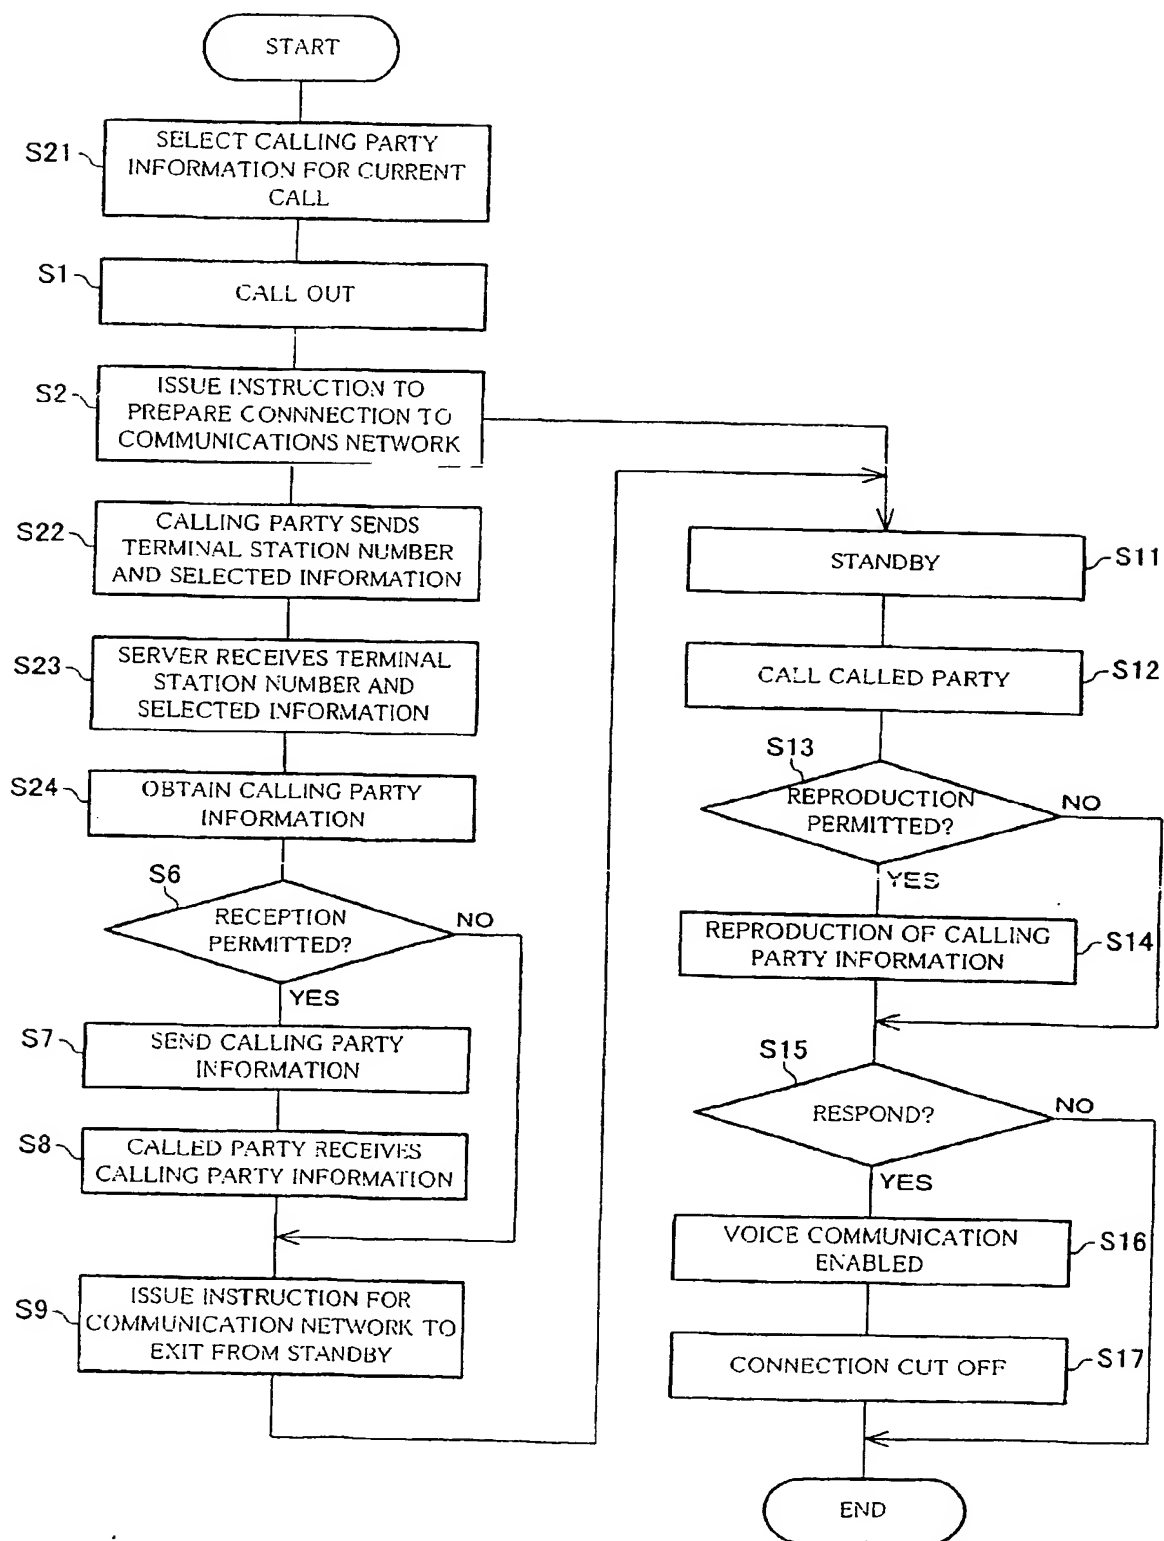 START
S21
SELECT CALLING PARTY
INFORMATION FOR CURRENT
CALL
S1
CALL OUT
S2
ISSUE INSTRUCTION TO
PREPARE CONNNECTION TO
COMMUNICATIONS NETWORK
S22
CALLING PARTY SENDS
TERMINAL STATION NUMBER
AND SELECTED INFORMATION
S23
SERVER RECEIVES TERMINAL
STATION NUMBER AND
SELECTED INFORMATION
S24
OBTAIN CALLING PARTY
INFORMATION
S6
RECEPTION
PERMITTED?
NO
YES
S7
SEND CALLING PARTY
INFORMATION
S8
CALLED PARTY RECEIVES
CALLING PARTY INFORMATION
S9
ISSUE INSTRUCTION FOR
COMMUNICATION NETWORK TO
EXIT FROM STANDBY
STANDBY
S11
CALL CALLED PARTY
S12
S13
REPRODUCTION
PERMITTED?
NO
YES
REPRODUCTION OF CALLING
PARTY INFORMATION
S14
S15
RESPOND?
NO
YES
VOICE COMMUNICATION
ENABLED
S16
CONNECTION CUT OFF
S17
END